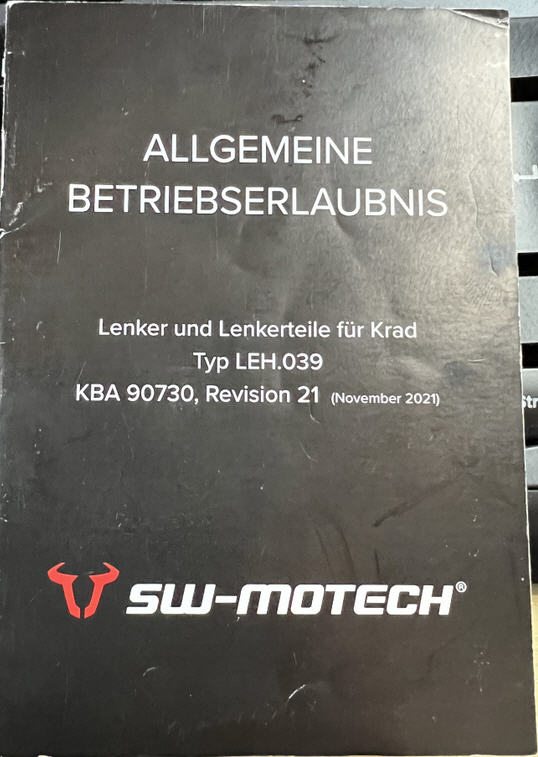 ALLGEMEINE
BETRIEBSERLAUBNIS
Lenker und Lenkerteile für Krad
Typ LEH.039
KBA 90730, Revision 21 (November 2021)
SW-MOTECH®